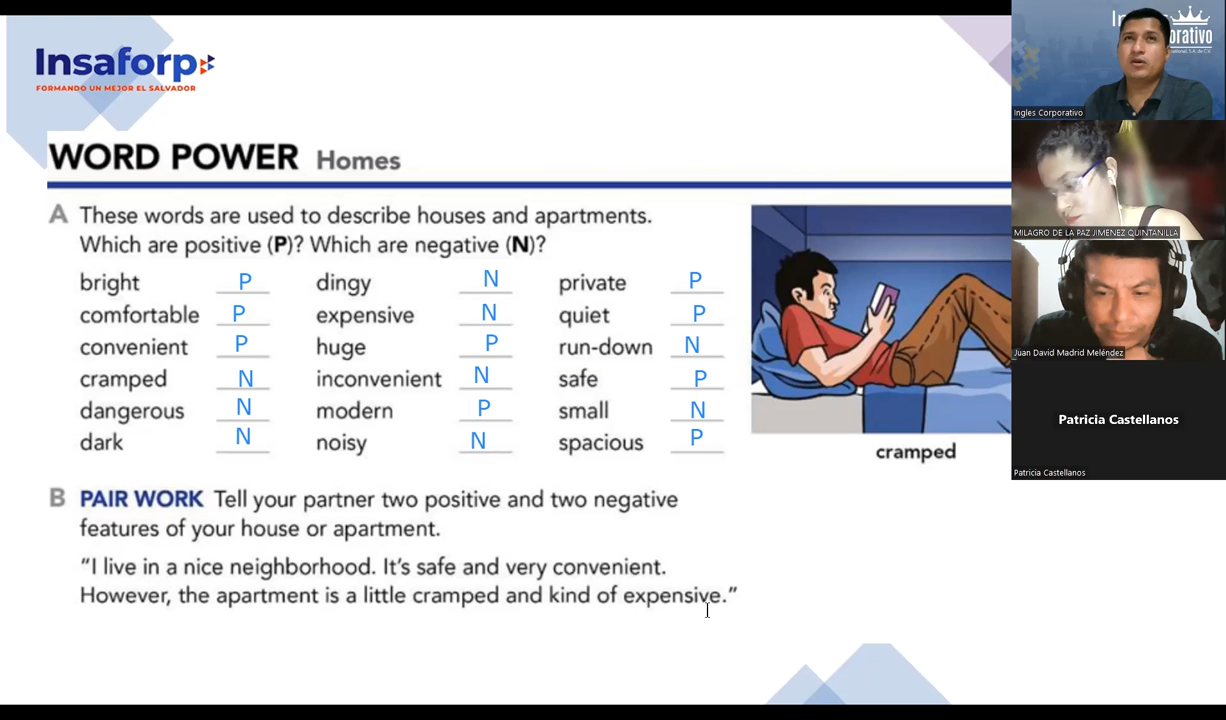 Insaforp
FORMANDO UN MEJOR EL SALVADOR
WORD POWER Homes
A These words are used to describe houses and apartments.
Which are positive (P)? Which are negative (N)?
bright P dingy N private P
comfortable P expensive N quiet P
convenient P huge P run-down N
cramped N inconvenient N safe P
dangerous N modern P small N
dark N noisy N spacious P
cramped
B PAIR WORK Tell your partner two positive and two negative
features of your house or apartment.
"I live in a nice neighborhood. It's safe and very convenient.
However, the apartment is a little cramped and kind of expensive."
Ingles Corporativo
MILAGRO DE LA PAZ JIMENEZ QUINTANILLA
Juan David Madrid Meléndez
Patricia Castellanos
Patricia Castellanos